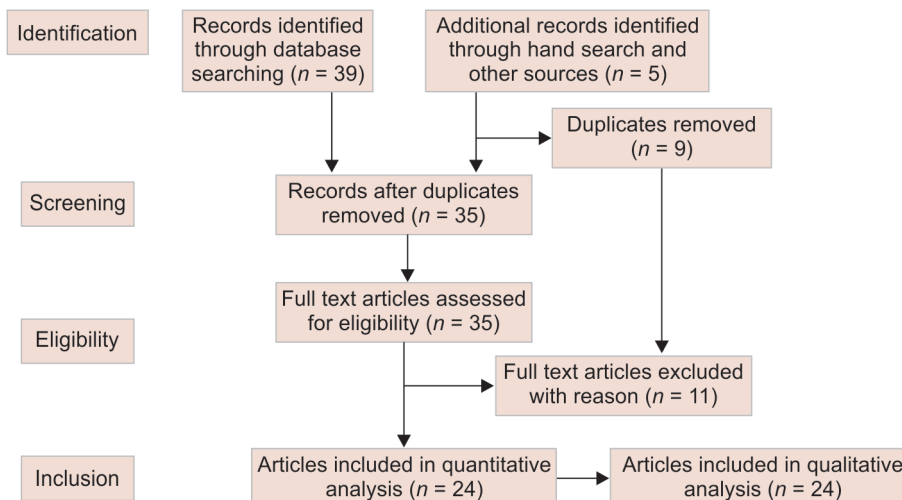 Identification
Records identified
through database
searching (n = 39)
Additional records identified
through hand search and
other sources (n = 5)
Duplicates removed
(n = 9)
Screening
Records after duplicates
removed (n = 35)
Full text articles assessed
for eligibility (n = 35)
Eligibility
Full text articles excluded
with reason (n = 11)
Inclusion
Articles included in quantitative
analysis (n = 24)
Articles included in qualitative
analysis (n = 24)